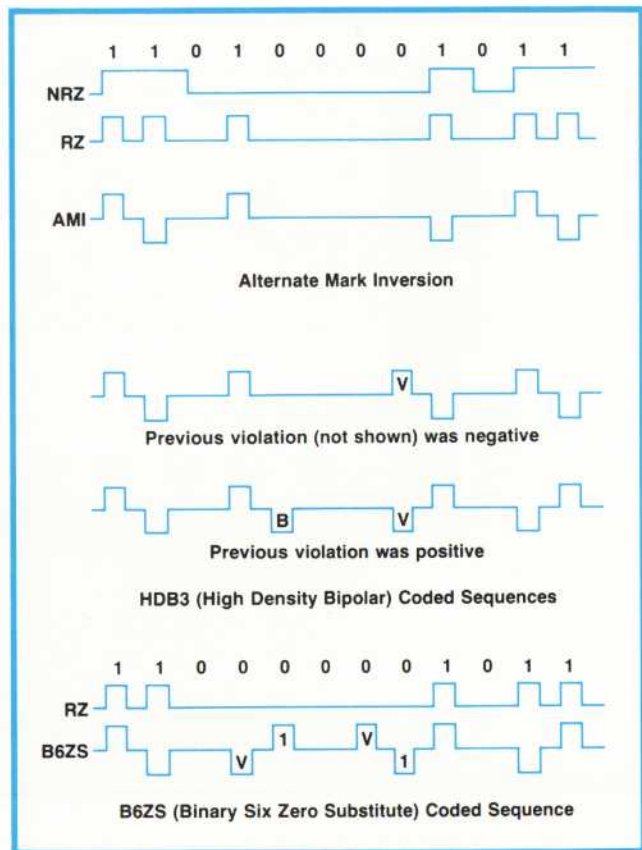 1 1 0 1 0 0 0 0 1 0 1 1
NRZ
RZ
AMI
Alternate Mark Inversion
V
Previous violation (not shown) was negative
B V
Previous violation was positive
HDB3 (High Density Bipolar) Coded Sequences
1 1 0 0 0 0 0 0 1 0 1 1
RZ
B6ZS V 1 V 1
B6ZS (Binary Six Zero Substitute) Coded Sequence